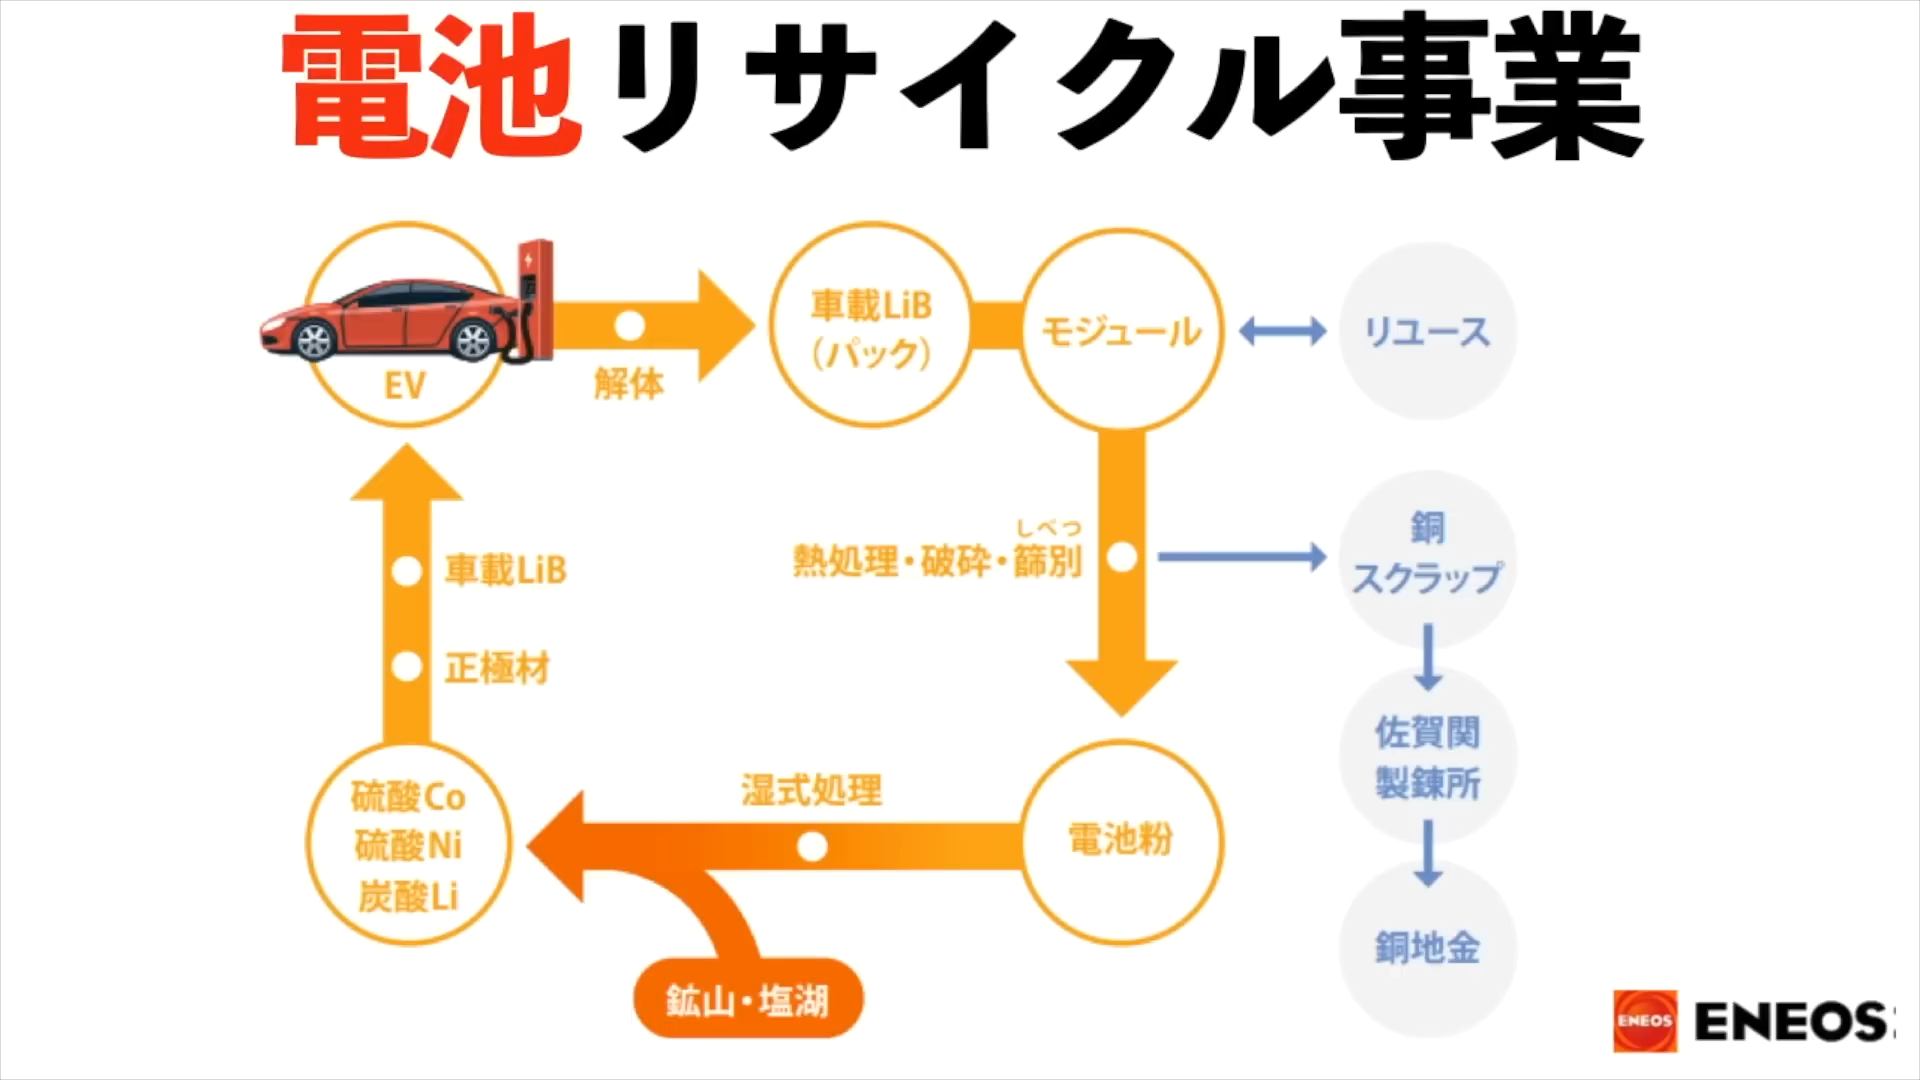 電池リサイクル事業
EV
解体
車載LiB
(パック)
モジュール
リユース
しべつ
熱処理・破砕・篩別
銅
スクラップ
佐賀関
製錬所
銅地金
電池粉
湿式処理
鉱山・塩湖
硫酸Co
硫酸Ni
炭酸Li
正極材
車載LiB
ENEOS
ENEOS